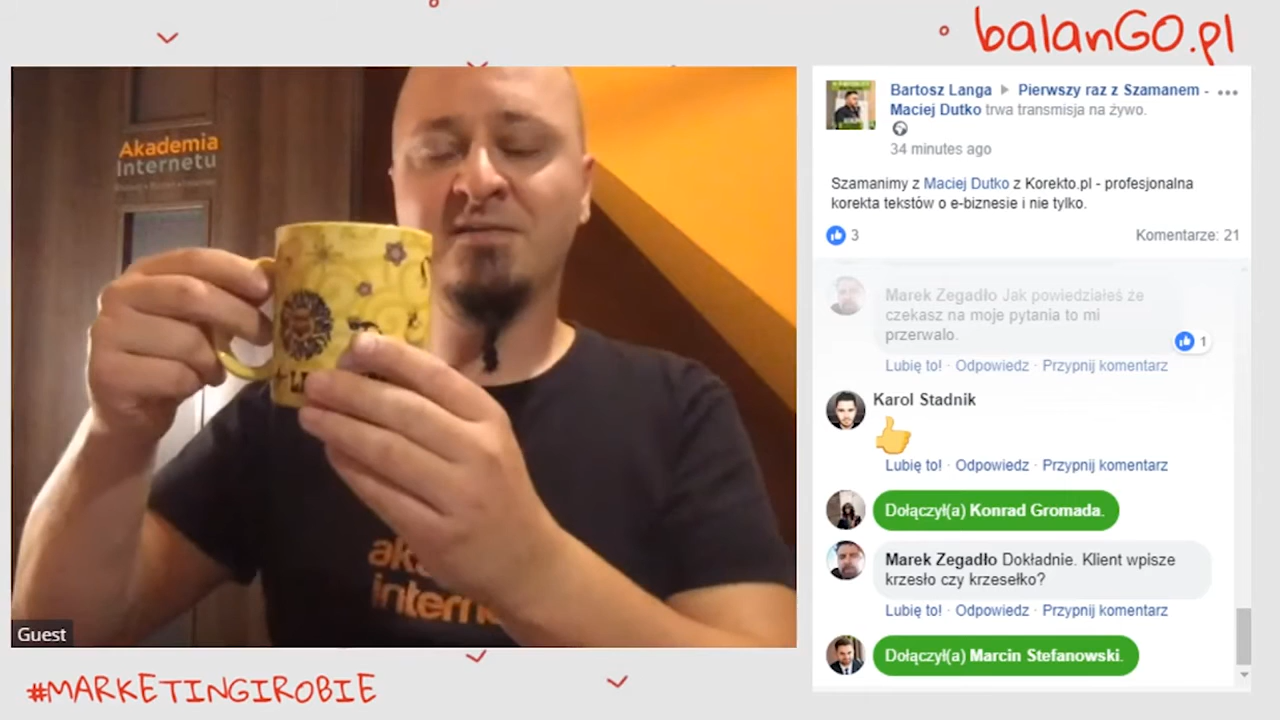 balanGO.pl
Akademia
Internetu
Guest
#MARKETINGIROBIE
Bartosz Langa Pierwszy raz z Szamanem -
Maciej Dutko trwa transmisja na żywo.
34 minutes ago
Szamanimy z Maciej Dutko z Korekto.pl - profesjonalna
korekta tekstów o e-biznesie i nie tylko.
3
Komentarze: 21
Marek Zegadło Jak powiedziałeś że
czekasz na moje pytania to mi
przerwalo.
1
Lubię to! · Odpowiedz · Przypnij komentarz
Karol Stadnik
Lubię to! · Odpowiedz · Przypnij komentarz
Dołączył(a) Konrad Gromada.
Marek Zegadło Dokładnie. Klient wpisze
krzesło czy krzesełko?
Lubię to! · Odpowiedz · Przypnij komentarz
Dołączył(a) Marcin Stefanowski.